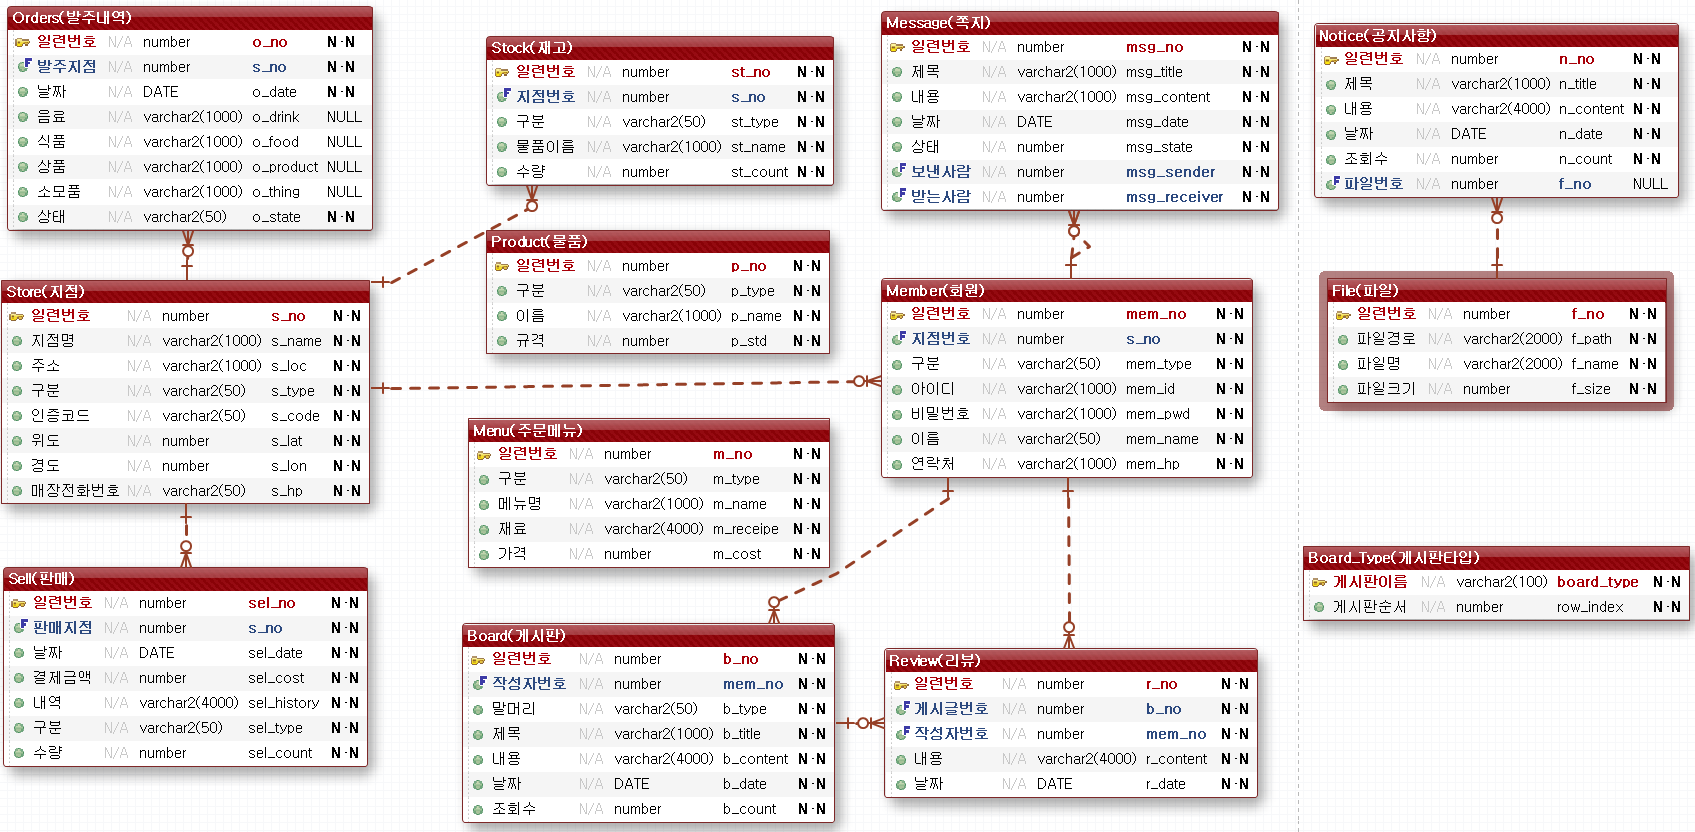 Orders(발주내역)
일련번호 N/A number o_no N-N
발주지점 N/A number s_no N-N
날짜 N/A DATE o_date N-N
음료 N/A varchar2(1000) o_drink NULL
식품 N/A varchar2(1000) o_food NULL
상품 N/A varchar2(1000) o_product NULL
소모품 N/A varchar2(1000) o_thing NULL
상태 N/A varchar2(50) o_state N-N
Stock(재고)
일련번호 N/A number st_no N-N
지점번호 N/A number s_no N-N
구분 N/A varchar2(50) st_type N-N
물품이름 N/A varchar2(1000) st_name N-N
수량 N/A number st_count N-N
Message(쪽지)
일련번호 N/A number msg_no N-N
제목 N/A varchar2(1000) msg_title N-N
내용 N/A varchar2(1000) msg_content N-N
날짜 N/A DATE msg_date N-N
상태 N/A number msg_state N-N
보낸사람 N/A number msg_sender N-N
받는사람 N/A number msg_receiver N-N
Notice(공지사항)
일련번호 N/A number n_no N-N
제목 N/A varchar2(1000) n_title N-N
내용 N/A varchar2(4000) n_content N-N
날짜 N/A DATE n_date N-N
조회수 N/A number n_count N-N
파일번호 N/A number f_no NULL
Store(지점)
일련번호 N/A number s_no N-N
지점명 N/A varchar2(1000) s_name N-N
주소 N/A varchar2(1000) s_loc N-N
구분 N/A varchar2(50) s_type N-N
인증코드 N/A varchar2(50) s_code N-N
위도 N/A number s_lat N-N
경도 N/A number s_lon N-N
매장전화번호 N/A varchar2(50) s_hp N-N
Product(물품)
일련번호 N/A number p_no N-N
구분 N/A varchar2(50) p_type N-N
이름 N/A varchar2(1000) p_name N-N
규격 N/A number p_std N-N
Member(회원)
일련번호 N/A number mem_no N-N
지점번호 N/A number s_no N-N
구분 N/A varchar2(50) mem_type N-N
아이디 N/A varchar2(1000) mem_id N-N
비밀번호 N/A varchar2(1000) mem_pwd N-N
이름 N/A varchar2(50) mem_name N-N
연락처 N/A varchar2(1000) mem_hp N-N
File(파일)
일련번호 N/A number f_no N-N
파일경로 N/A varchar2(2000) f_path N-N
파일명 N/A varchar2(2000) f_name N-N
파일크기 N/A number f_size N-N
Menu(주문메뉴)
일련번호 N/A number m_no N-N
구분 N/A varchar2(50) m_type N-N
메뉴명 N/A varchar2(1000) m_name N-N
재료 N/A varchar2(4000) m_receipe N-N
가격 N/A number m_cost N-N
Sell(판매)
일련번호 N/A number sel_no N-N
판매지점 N/A number s_no N-N
날짜 N/A DATE sel_date N-N
결제금액 N/A number sel_cost N-N
내역 N/A varchar2(4000) sel_history N-N
구분 N/A varchar2(50) sel_type N-N
수량 N/A number sel_count N-N
Board(게시판)
일련번호 N/A number b_no N-N
작성자번호 N/A number mem_no N-N
말머리 N/A varchar2(50) b_type N-N
제목 N/A varchar2(1000) b_title N-N
내용 N/A varchar2(4000) b_content N-N
날짜 N/A DATE b_date N-N
조회수 N/A number b_count N-N
Review(리뷰)
일련번호 N/A number r_no N-N
게시글번호 N/A number b_no N-N
작성자번호 N/A number mem_no N-N
내용 N/A varchar2(4000) r_content N-N
날짜 N/A DATE r_date N-N
Board_Type(게시판타입)
게시판이름 N/A varchar2(100) board_type N-N
게시판순서 N/A number row_index N-N